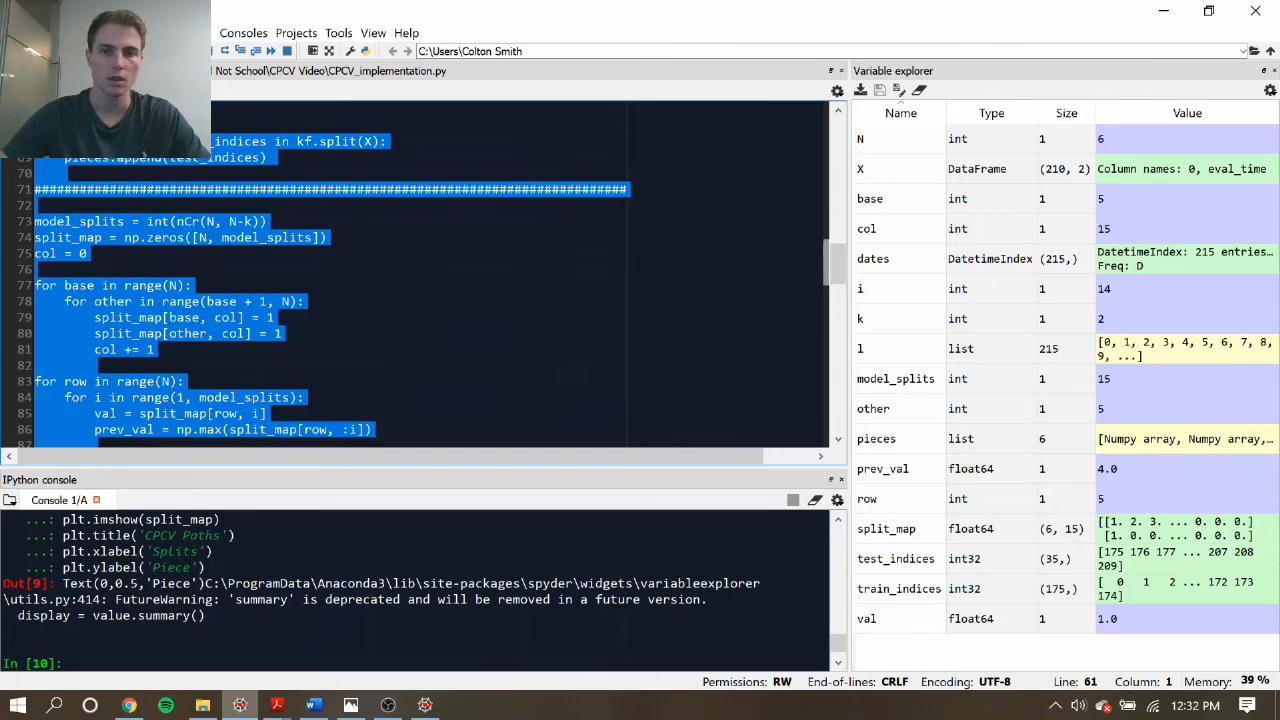 Consoles Projects Tools View Help
C:\Users\Colton Smith
Not School\CPCV Video\CPCV_implementation.py
_indices in kf.split(X):
69 pieces.append(test_indices)
70
71 ################################################################################
72
73 model_splits = int(nCr(N, N-k))
74 split_map = np.zeros([N, model_splits])
75 col = 0
76
77 for base in range(N):
78 for other in range(base + 1, N):
79 split_map[base, col] = 1
80 split_map[other, col] = 1
81 col += 1
82
83 for row in range(N):
84 for i in range(1, model_splits):
85 val = split_map[row, i]
86 prev_val = np.max(split_map[row, :i])
87
IPython console
Console 1/A
...: plt.imshow(split_map)
...: plt.title('CPCV Paths')
...: plt.xlabel('Splits')
...: plt.ylabel('Piece')
Out[9]: Text(0,0.5,'Piece')C:\ProgramData\Anaconda3\lib\site-packages\spyder\widgets\variableexplorer
\utils.py:414: FutureWarning: 'summary' is deprecated and will be removed in a future version.
display = value.summary()
In [10]:
Variable explorer
Name Type Size Value
N int 1 6
X DataFrame (210, 2) Column names: 0, eval_time
base int 1 5
col int 1 15
dates DatetimeIndex (215,) DatetimeIndex: 215 entries…
Freq: D
i int 1 14
k int 1 2
l list 215 [0, 1, 2, 3, 4, 5, 6, 7, 8,
9, ...]
model_splits int 1 15
other int 1 5
pieces list 6 [Numpy array, Numpy array,…
prev_val float64 1 4.0
row int 1 5
split_map float64 (6, 15) [[1. 2. 3. ... 0. 0. 0.]
[1. 0. 0. ... 0. 0. 0.]
test_indices int32 (35,) [175 176 177 ... 207 208
209]
train_indices int32 (175,) [ 0 1 2 ... 172 173
174]
val float64 1 1.0
Permissions: RW End-of-lines: CRLF Encoding: UTF-8 Line: 61 Column: 1 Memory: 39 %
12:32 PM